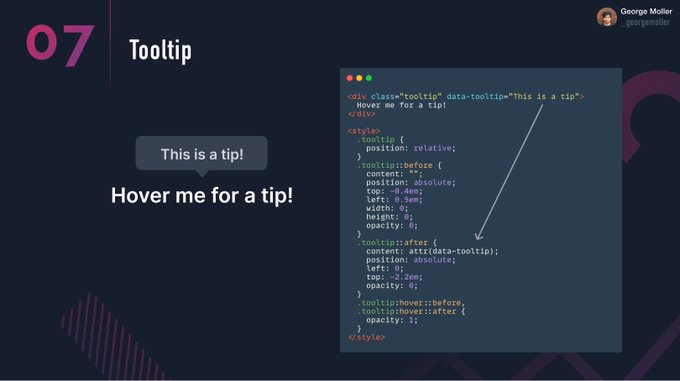 George Moller
_georgemoller
07
Tooltip
This is a tip!
Hover me for a tip!
<div class="tooltip" data-tooltip="This is a tip">
  Hover me for a tip!
</div>
<style>
  .tooltip {
    position: relative;
  }
  .tooltip::before {
    content: "";
    position: absolute;
    top: -0.4em;
    left: 0.5em;
    width: 0;
    height: 0;
    opacity: 0;
  }
  .tooltip::after {
    content: attr(data-tooltip);
    position: absolute;
    left: 0;
    top: -2.2em;
    opacity: 0;
  }
  .tooltip:hover::before,
  .tooltip:hover::after {
    opacity: 1;
  }
</style>